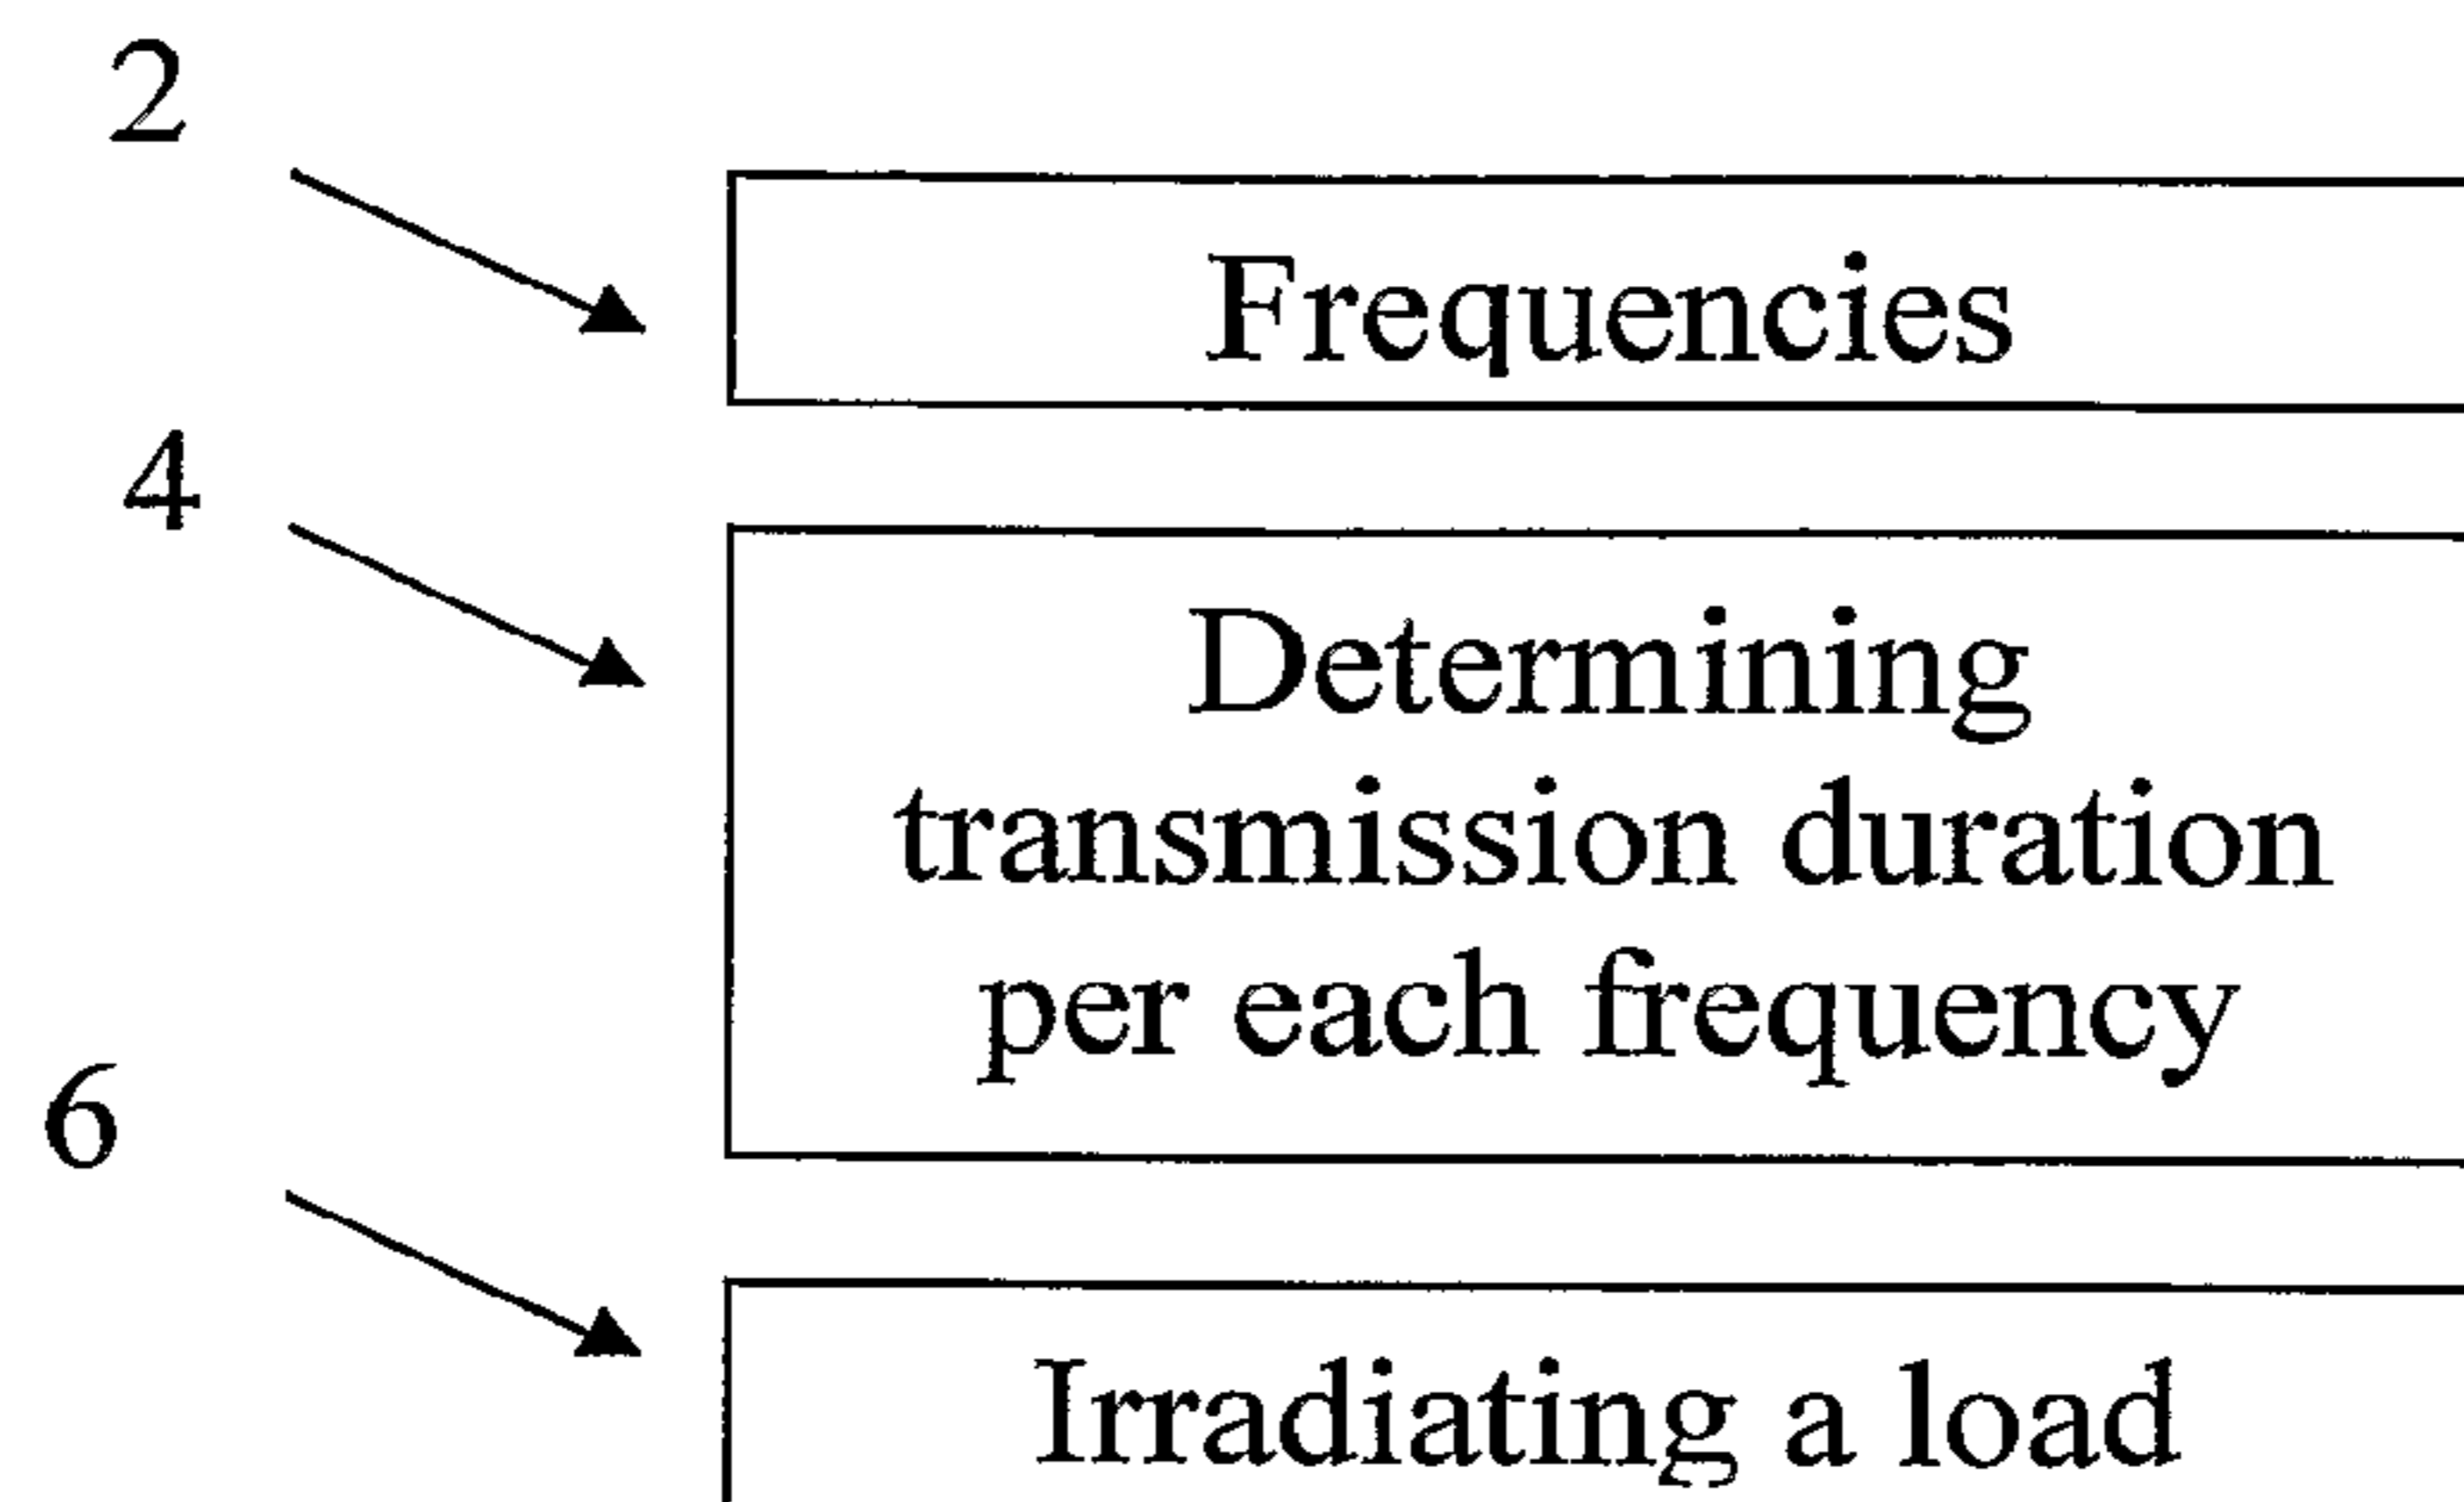 2
Frequencies
4
Determining
transmission duration
per each frequency
6
Irradiating a load